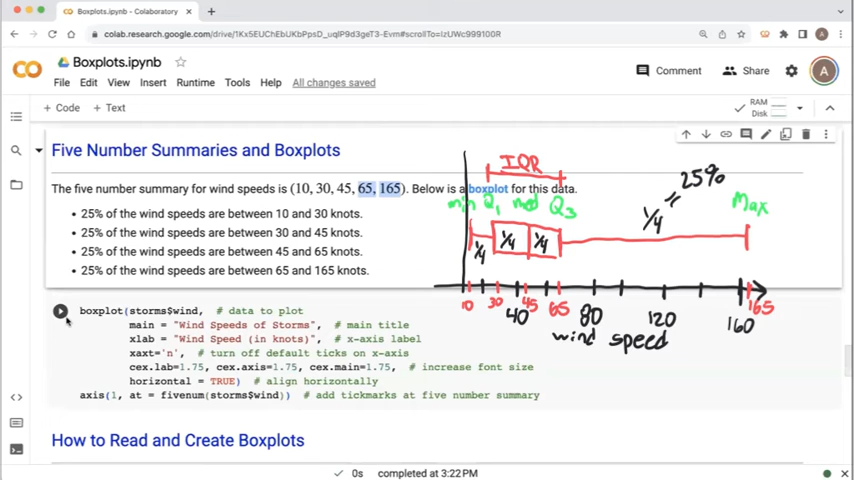 Boxplots.ipynb - Colaboratory
colab.research.google.com/drive/1Kx5EUChEbUKbPpsD_uqlP9d3geT3-Evm#scrollTo=IzUWc999100R
Boxplots.ipynb
File Edit View Insert Runtime Tools Help All changes saved
Comment Share A
+ Code + Text
RAM
Disk
Five Number Summaries and Boxplots
The five number summary for wind speeds is (10, 30, 45, 65, 165). Below is a boxplot for this data.
25% of the wind speeds are between 10 and 30 knots.
25% of the wind speeds are between 30 and 45 knots.
25% of the wind speeds are between 45 and 65 knots.
25% of the wind speeds are between 65 and 165 knots.
IQR
25%
=
min Q1 med Q3 Max
1/4 1/4 1/4 1/4
10 30 40 45 65 80 120 160 165
wind speed
boxplot(storms$wind, # data to plot
main = "Wind Speeds of Storms", # main title
xlab = "Wind Speed (in knots)", # x-axis label
xaxt='n', # turn off default ticks on x-axis
cex.lab=1.75, cex.axis=1.75, cex.main=1.75, # increase font size
horizontal = TRUE) # align horizontally
axis(1, at = fivenum(storms$wind)) # add tickmarks at five number summary
How to Read and Create Boxplots
0s completed at 3:22PM